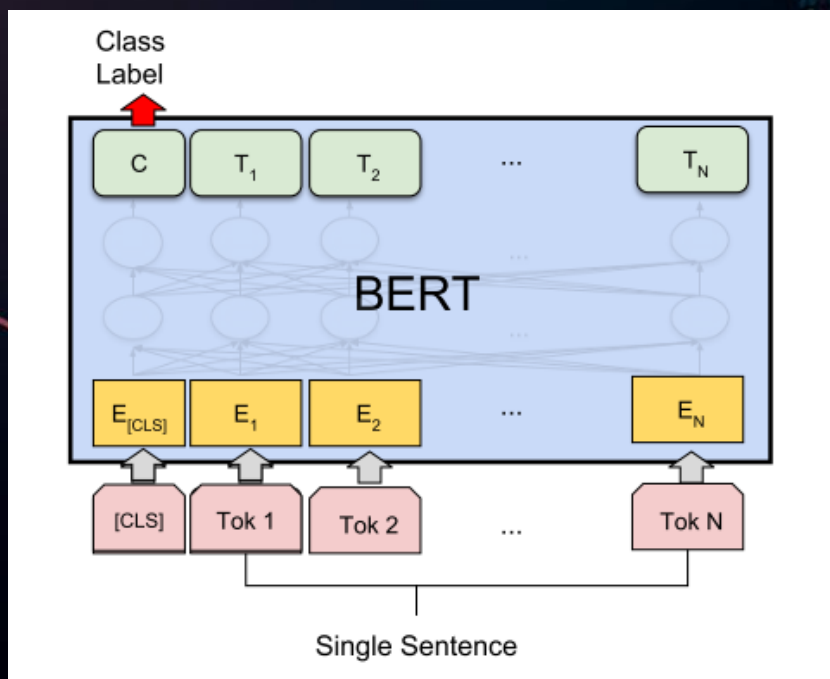 Class
Label
C T1 T2 ... TN
...
BERT
...
E[CLS] E1 E2 ... EN
[CLS] Tok 1 Tok 2 ... Tok N
Single Sentence